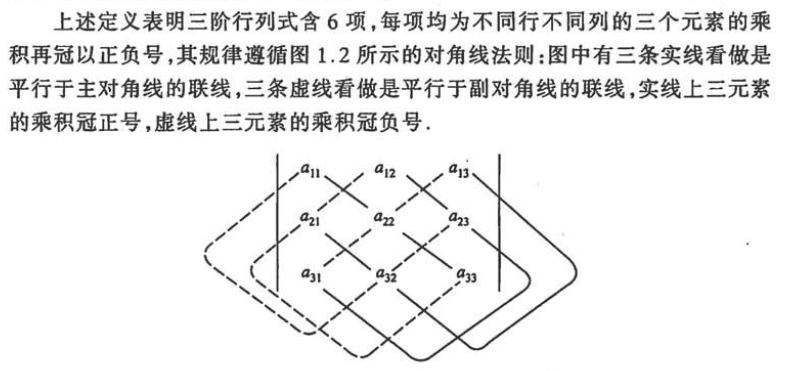 上述定义表明三阶行列式含 6 项,每项均为不同行不同列的三个元素的乘
积再冠以正负号,其规律遵循图 1.2 所示的对角线法则:图中有三条实线看做是
平行于主对角线的联线,三条虚线看做是平行于副对角线的联线,实线上三元素
的乘积冠正号,虚线上三元素的乘积冠负号.
a11 a12 a13
a21 a22 a23
a31 a32 a33